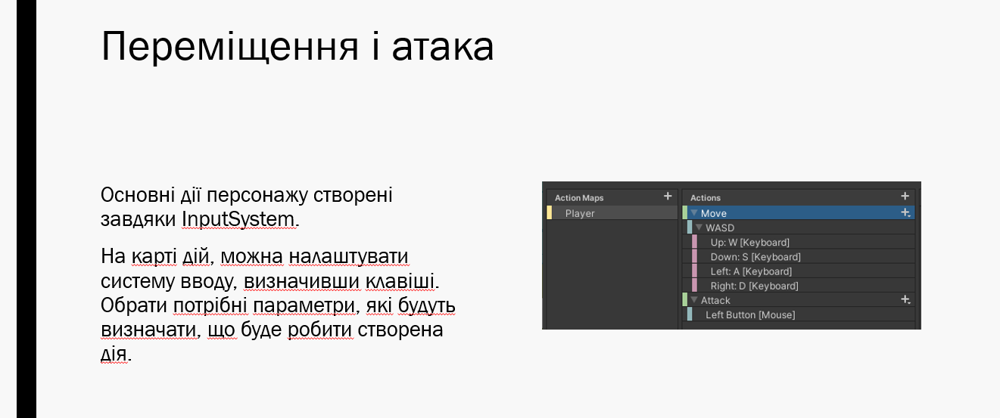 Переміщення і атака
Основні дії персонажу створені
завдяки InputSystem.
На карті дій, можна налаштувати
систему вводу, визначивши клавіші.
Обрати потрібні параметри, які будуть
визначати, що буде робити створена
дія.
Action Maps +
Player
Actions +
Move
WASD
Up: W [Keyboard]
Down: S [Keyboard]
Left: A [Keyboard]
Right: D [Keyboard]
Attack
Left Button [Mouse]